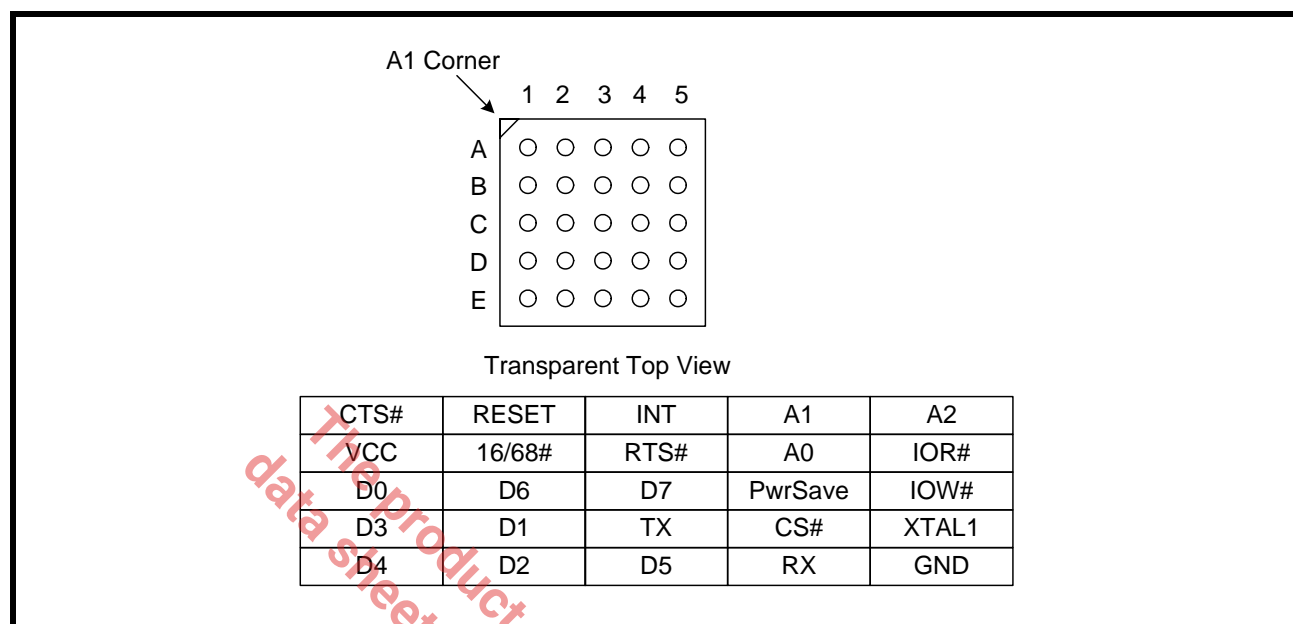 A1 Corner
1 2 3 4 5
A
B
C
D
E
Transparent Top View
CTS# RESET INT A1 A2
VCC 16/68# RTS# A0 IOR#
D0 D6 D7 PwrSave IOW#
D3 D1 TX CS# XTAL1
D4 D2 D5 RX GND
The product
data sheet